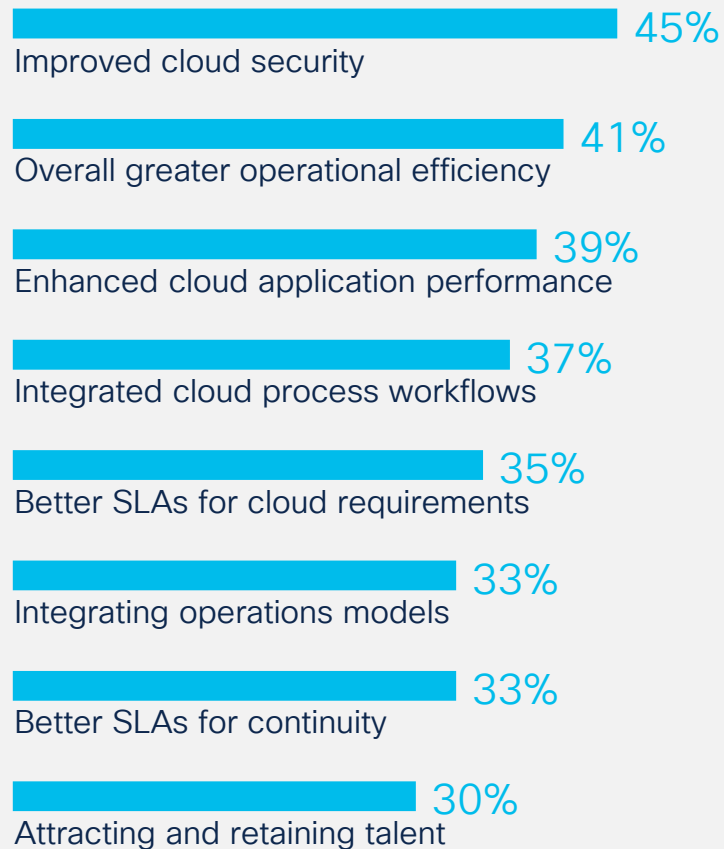 45%
Improved cloud security
41%
Overall greater operational efficiency
39%
Enhanced cloud application performance
37%
Integrated cloud process workflows
35%
Better SLAs for cloud requirements
33%
Integrating operations models
33%
Better SLAs for continuity
30%
Attracting and retaining talent